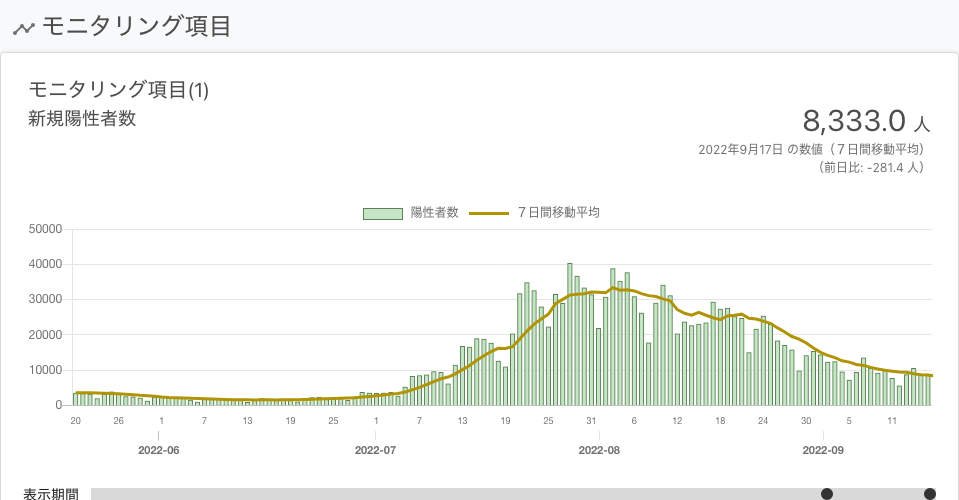 モニタリング項目
モニタリング項目(1)
新規陽性者数
8,333.0 人
2022年9月17日 の数値（７日間移動平均）
（前日比: -281.4 人）
陽性者数 ７日間移動平均
50000
40000
30000
20000
10000
0
20 26 1 7 13 19 25 1 7 13 19 25 31 6 12 18 24 30 5 11
2022-06 2022-07 2022-08 2022-09
表示期間